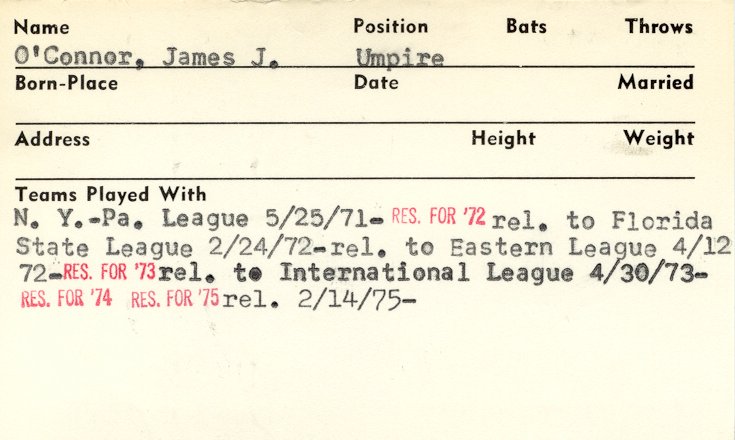 Name Position Bats Throws
O'Connor, James J. Umpire
Born-Place Date Married
Address Height Weight
Teams Played With
N. Y.-Pa. League 5/25/71- RES. FOR '72 rel. to Florida
State League 2/24/72-rel. to Eastern League 4/12
72-RES. FOR '73 rel. to International League 4/30/73-
RES. FOR '74 RES. FOR '75 rel. 2/14/75-